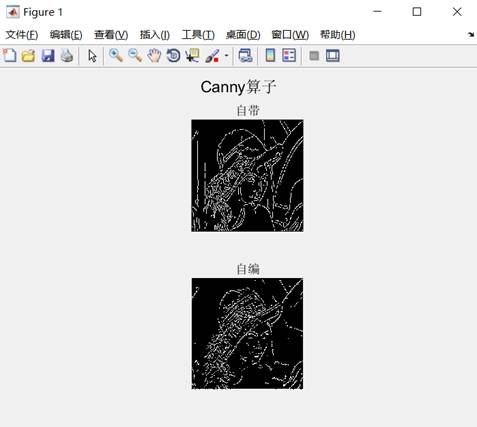 Figure 1
文件(F) 编辑(E) 查看(V) 插入(I) 工具(T) 桌面(D) 窗口(W) 帮助(H)
Canny算子
自带
自编